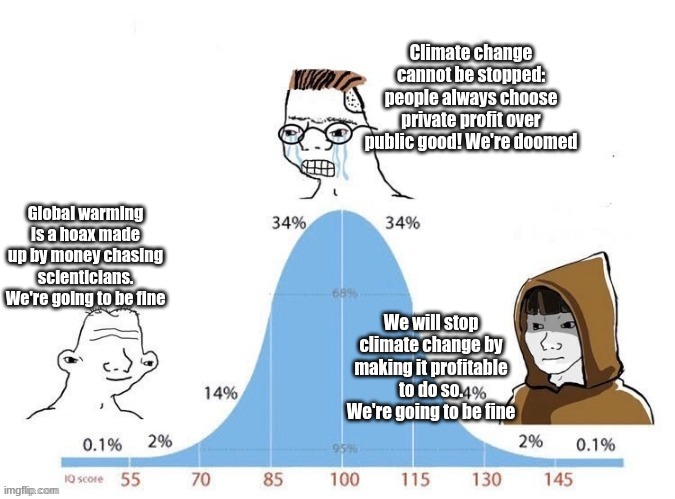 Climate change
cannot be stopped:
people always choose
private profit over
public good! We're doomed
Global warming
is a hoax made
up by money chasing
scienticians.
We're going to be fine
34%
34%
68%
We will stop
climate change by
making it profitable
to do so.
We're going to be fine
14%
4%
0.1%
2%
95%
2%
0.1%
IQ score
55
70
85
100
115
130
145
imgflip.com